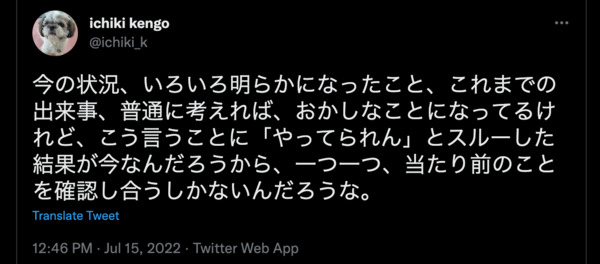 ichiki kengo
@ichiki_k
今の状況、いろいろ明らかになったこと、これまでの
出来事、普通に考えれば、おかしなことになってるけ
れど、こう言うことに「やってられん」とスルーした
結果が今なんだろうから、一つ一つ、当たり前のこと
を確認し合うしかないんだろうな。
Translate Tweet
12:46 PM · Jul 15, 2022 · Twitter Web App